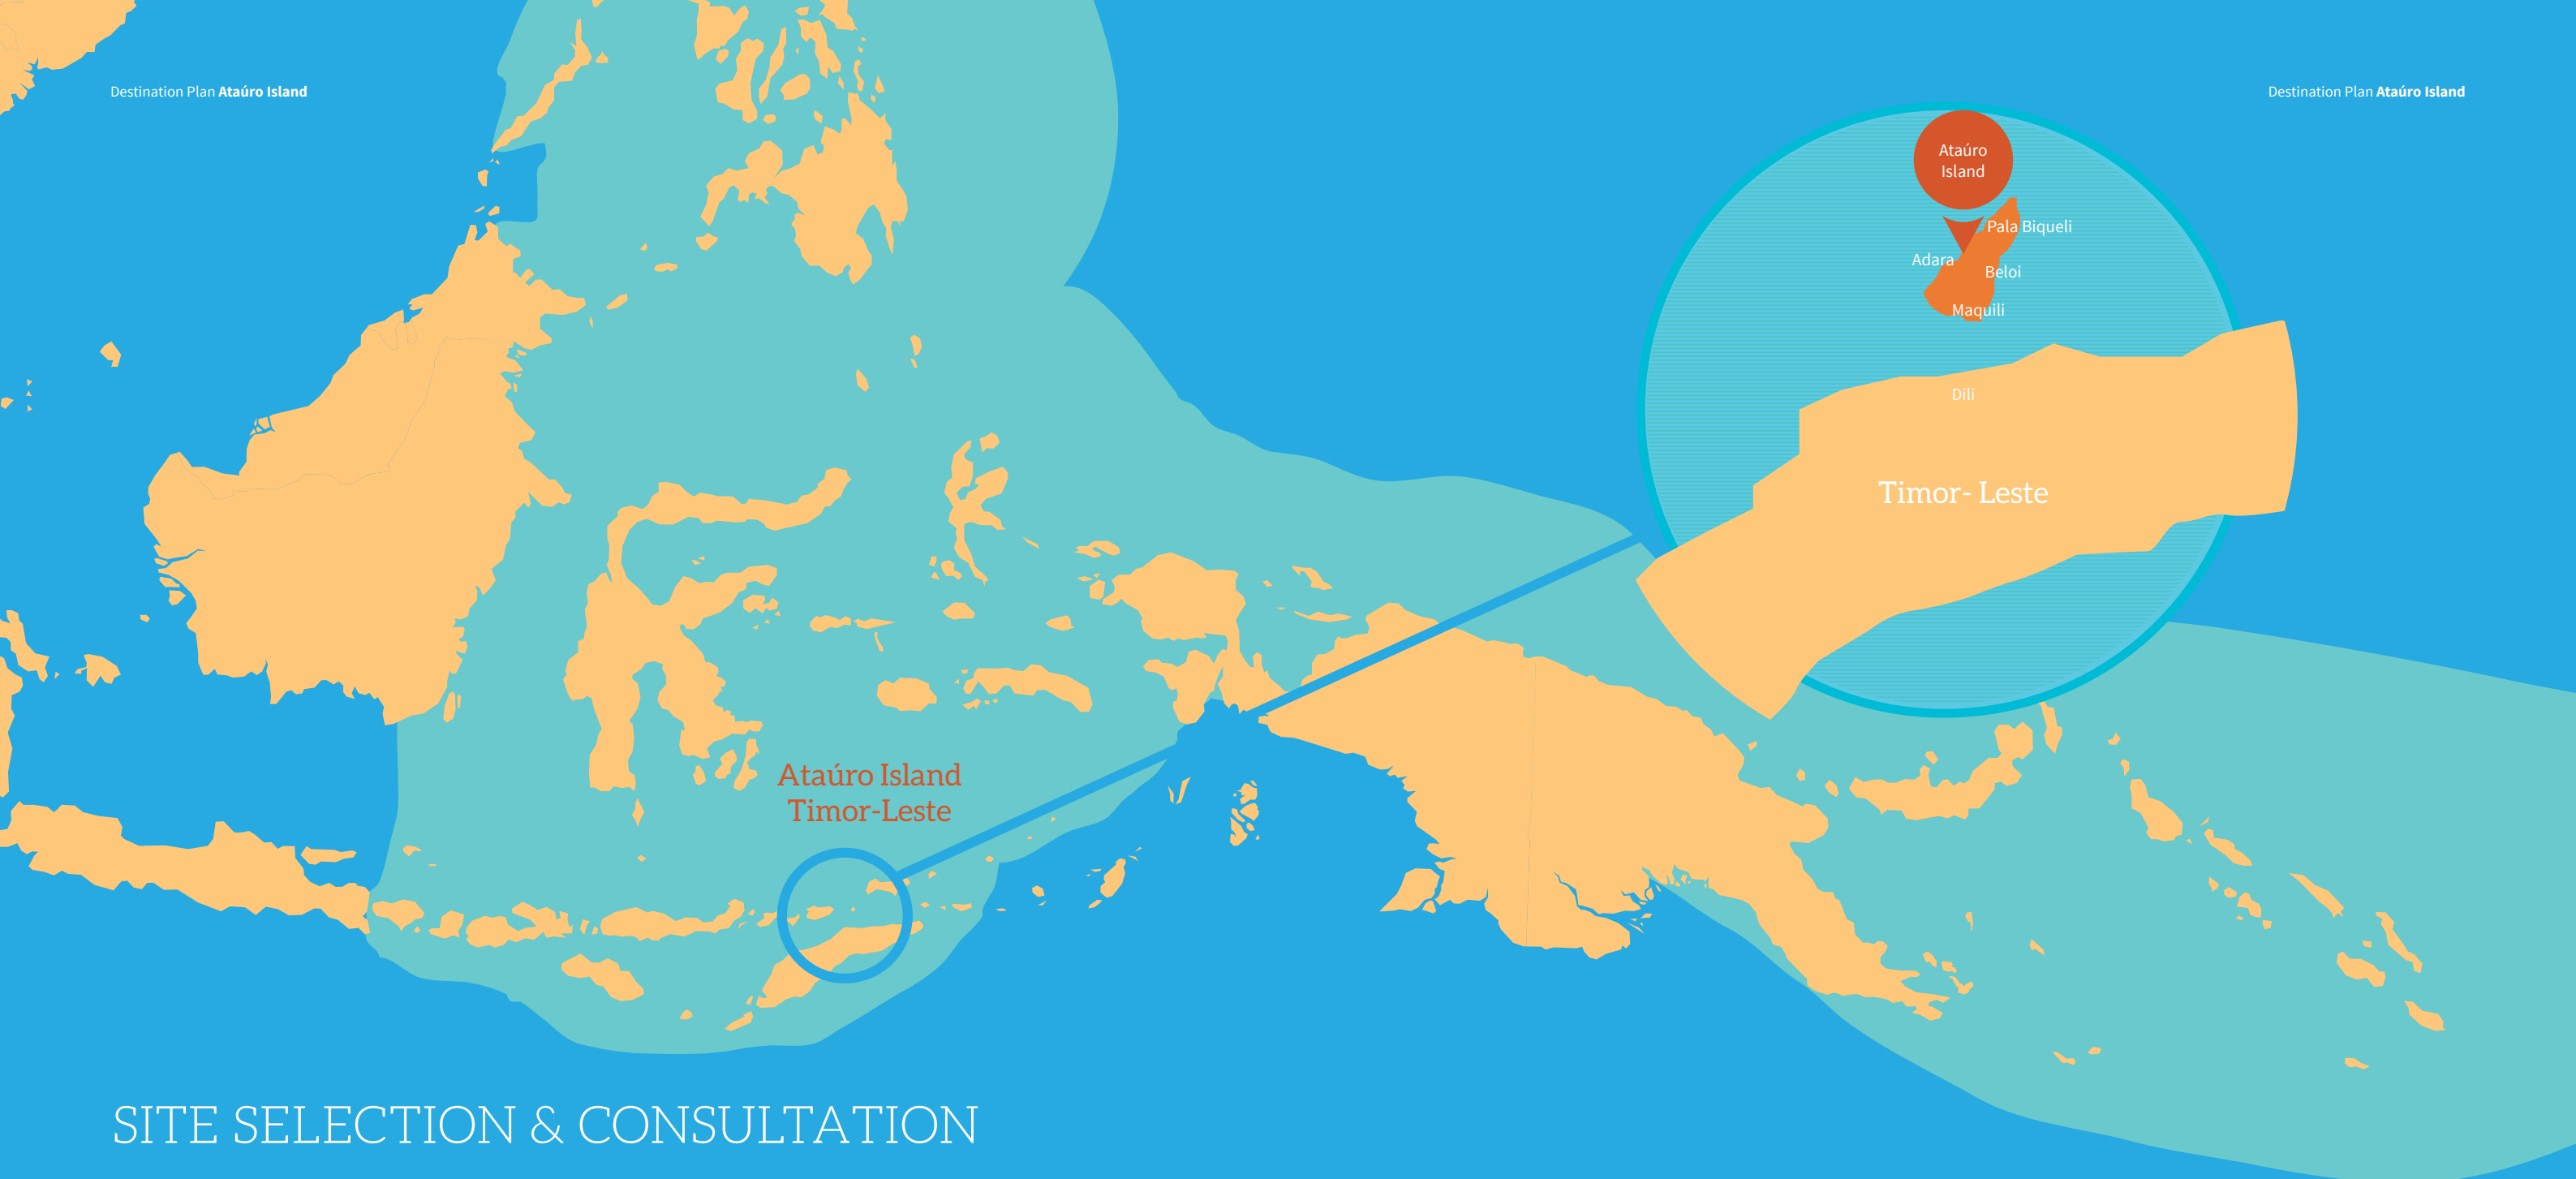 Destination Plan Ataúro Island
Destination Plan Ataúro Island
Ataúro
Island
Pala Biqueli
Adara
Beloi
Maquili
Dili
Timor- Leste
Ataúro Island
Timor-Leste
SITE SELECTION & CONSULTATION